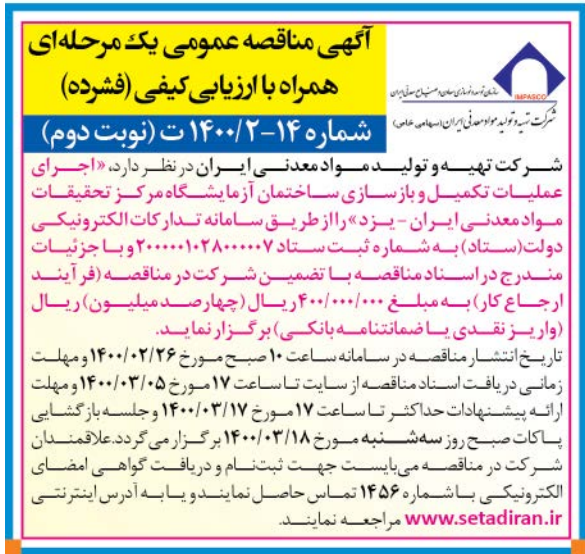 آگهی مناقصه عمومی یک مرحله‌ای
همراه با ارزیابی کیفی (فشرده)
شماره ۱۴-۱۴۰۰/۲ ت (نوبت دوم)
IMPASCO
سازمان توسعه و نوسازی معادن و صنایع معدنی ایران
شرکت تهیه و تولید مواد معدنی ایران (سهامی خاص)
شرکت تهیه و تولید مواد معدنی ایران در نظر دارد، «اجرای
عملیات تکمیل و بازسازی ساختمان آزمایشگاه مرکز تحقیقات
مواد معدنی ایران - یزد» را از طریق سامانه تدارکات الکترونیکی
دولت (ستاد) به شماره ثبت ستاد ۲۰۰۰۰۰۱۰۲۸۰۰۰۰۰۷ و با جزئیات
مندرج در اسناد مناقصه با تضمین شرکت در مناقصه (فرآیند
ارجاع کار) به مبلغ ۴۰۰/۰۰۰/۰۰۰ ریال (چهارصد میلیون) ریال
(واریز نقدی یا ضمانتنامه بانکی) برگزار نماید.
تاریخ انتشار مناقصه در سامانه ساعت ۱۰ صبح مورخ ۱۴۰۰/۰۲/۲۶ و مهلت
زمانی دریافت اسناد مناقصه از سایت تا ساعت ۱۷ مورخ ۱۴۰۰/۰۳/۰۵ و مهلت
ارائه پیشنهادات حداکثر تا ساعت ۱۷ مورخ ۱۴۰۰/۰۳/۱۷ و جلسه بازگشایی
پاکات صبح روز سه‌شنبه مورخ ۱۴۰۰/۰۳/۱۸ برگزار می گردد. علاقمندان
شرکت در مناقصه می‌بایست جهت ثبت‌نام و دریافت گواهی امضای
الکترونیکی با شماره ۱۴۵۶ تماس حاصل نمایند و یا به آدرس اینترنتی
www.setadiran.ir مراجعه نمایند.